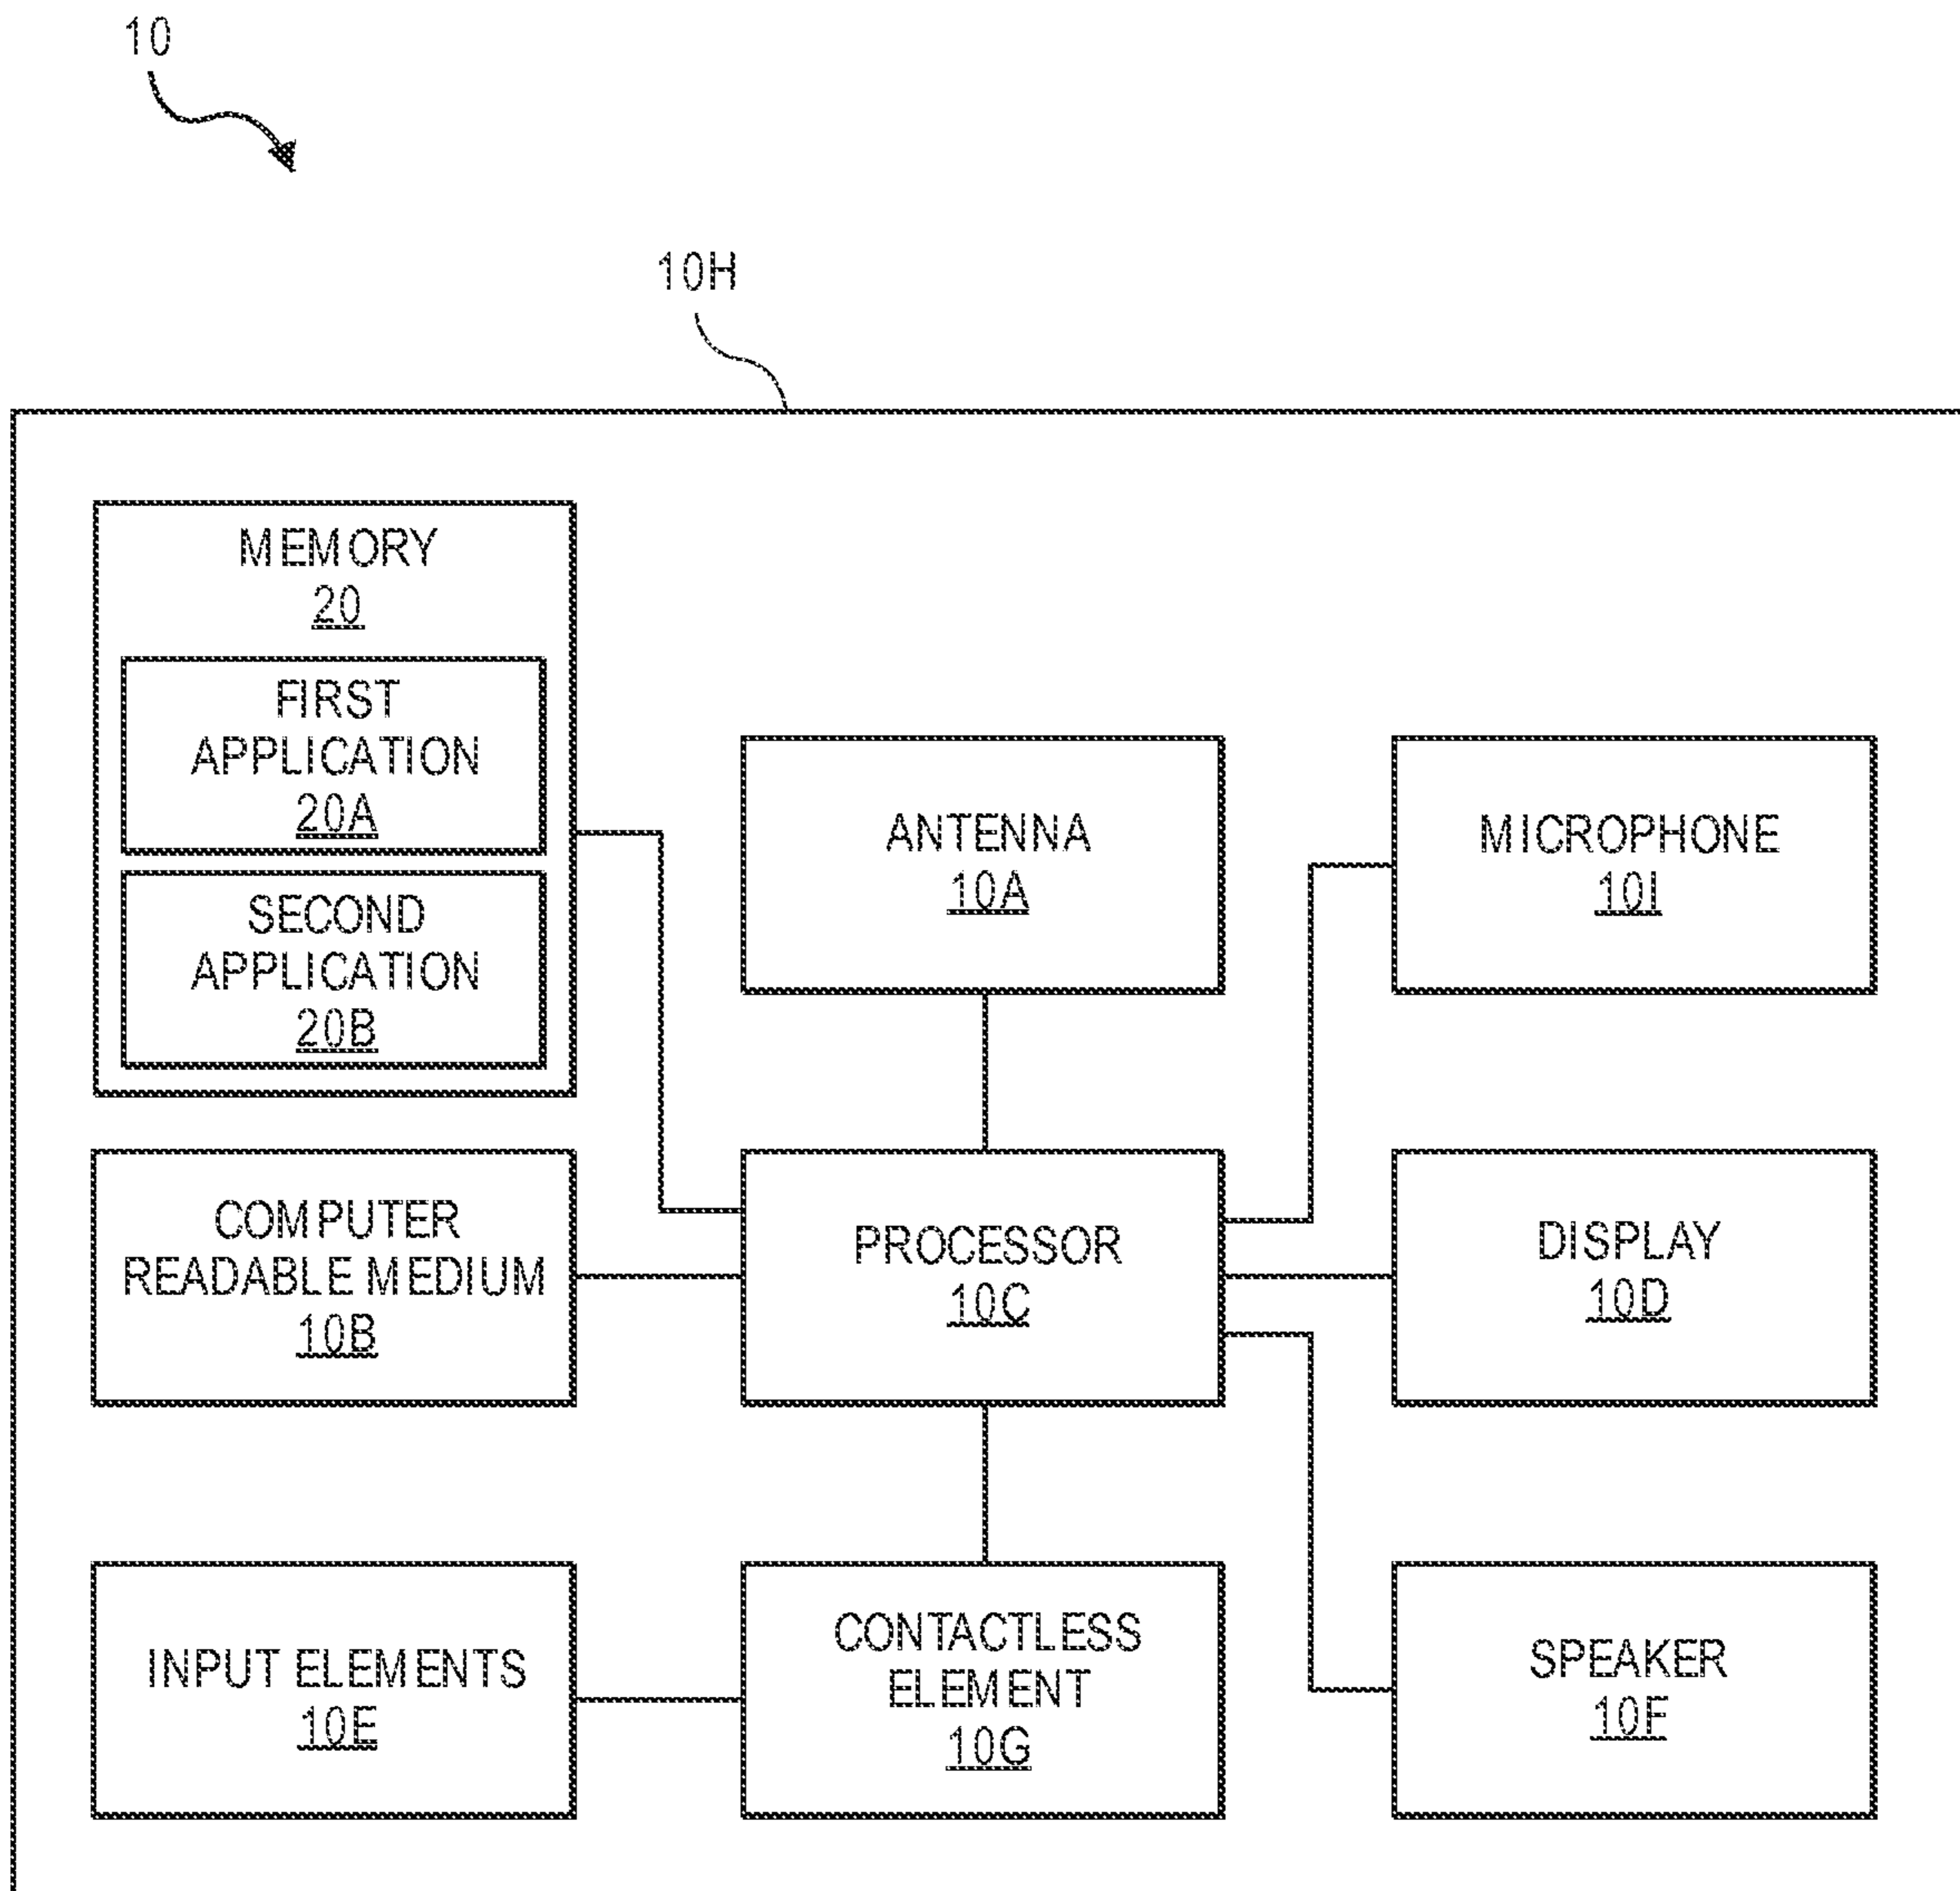 10
10H
MEMORY
20
FIRST
APPLICATION
20A
SECOND
APPLICATION
20B
ANTENNA
10A
MICROPHONE
10I
COMPUTER
READABLE MEDIUM
10B
PROCESSOR
10C
DISPLAY
10D
INPUT ELEMENTS
10E
CONTACTLESS
ELEMENT
10G
SPEAKER
10F